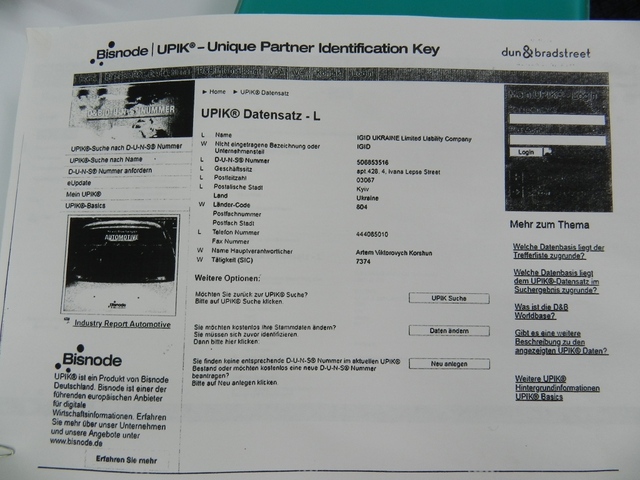 Bisnode | UPIK® – Unique Partner Identification Key
dun&bradstreet
Home ► UPIK® Datensatz
UPIK® Datensatz - L
L Name IGID UKRAINE Limited Liability Company
W Nicht eingetragene Bezeichnung oder Unternehmensteil IGID
L D-U-N-S® Nummer 506853516
L Geschäftssitz apt.428, 4, Ivana Lepse Street
L Postleitzahl 03067
L Postalische Stadt Kyiv
Land Ukraine
W Länder-Code 804
Postfachnummer
Postfach Stadt
L Telefon Nummer 444085010
Fax Nummer
W Name Hauptverantwortlicher Artem Viktorovych Korshun
W Tätigkeit (SIC) 7374
UPIK®-Suche nach D-U-N-S® Nummer
UPIK®-Suche nach Name
D-U-N-S® Nummer anfordern
eUpdate
Mein UPIK®
UPIK®-Basics
AUTOMOTIVE
Industry Report Automotive
Weitere Optionen:
Möchten Sie zurück zur UPIK® Suche?
Bitte auf UPIK® Suche klicken.
UPIK Suche
Sie möchten kostenlos Ihre Stammdaten ändern?
Sie müssen sich zuvor identifizieren.
Dann bitte hier klicken:
Daten ändern
Sie finden keine entsprechende D-U-N-S® Nummer im aktuellen UPIK®
Bestand oder möchten kostenlos eine neue D-U-N-S® Nummer
beantragen?
Bitte auf Neu anlegen klicken.
Neu anlegen
Bisnode
UPIK® ist ein Produkt von Bisnode
Deutschland. Bisnode ist einer der
führenden europäischen Anbieter
für digitale
Wirtschaftsinformationen. Erfahren
Sie mehr über unser Unternehmen
und unsere Angebote unter
www.bisnode.de
Erfahren Sie mehr
Login
Mehr zum Thema
Welche Datenbasis liegt der
Trefferliste zugrunde?
Welche Datenbasis liegt
dem UPIK®-Datensatz im
Suchergebnis zugrunde?
Was ist die D&B
Worldbase?
Gibt es eine weitere
Beschreibung zu den
angezeigten UPIK® Daten?
Weitere UPIK®
Hintergrundinformationen
UPIK® Basics